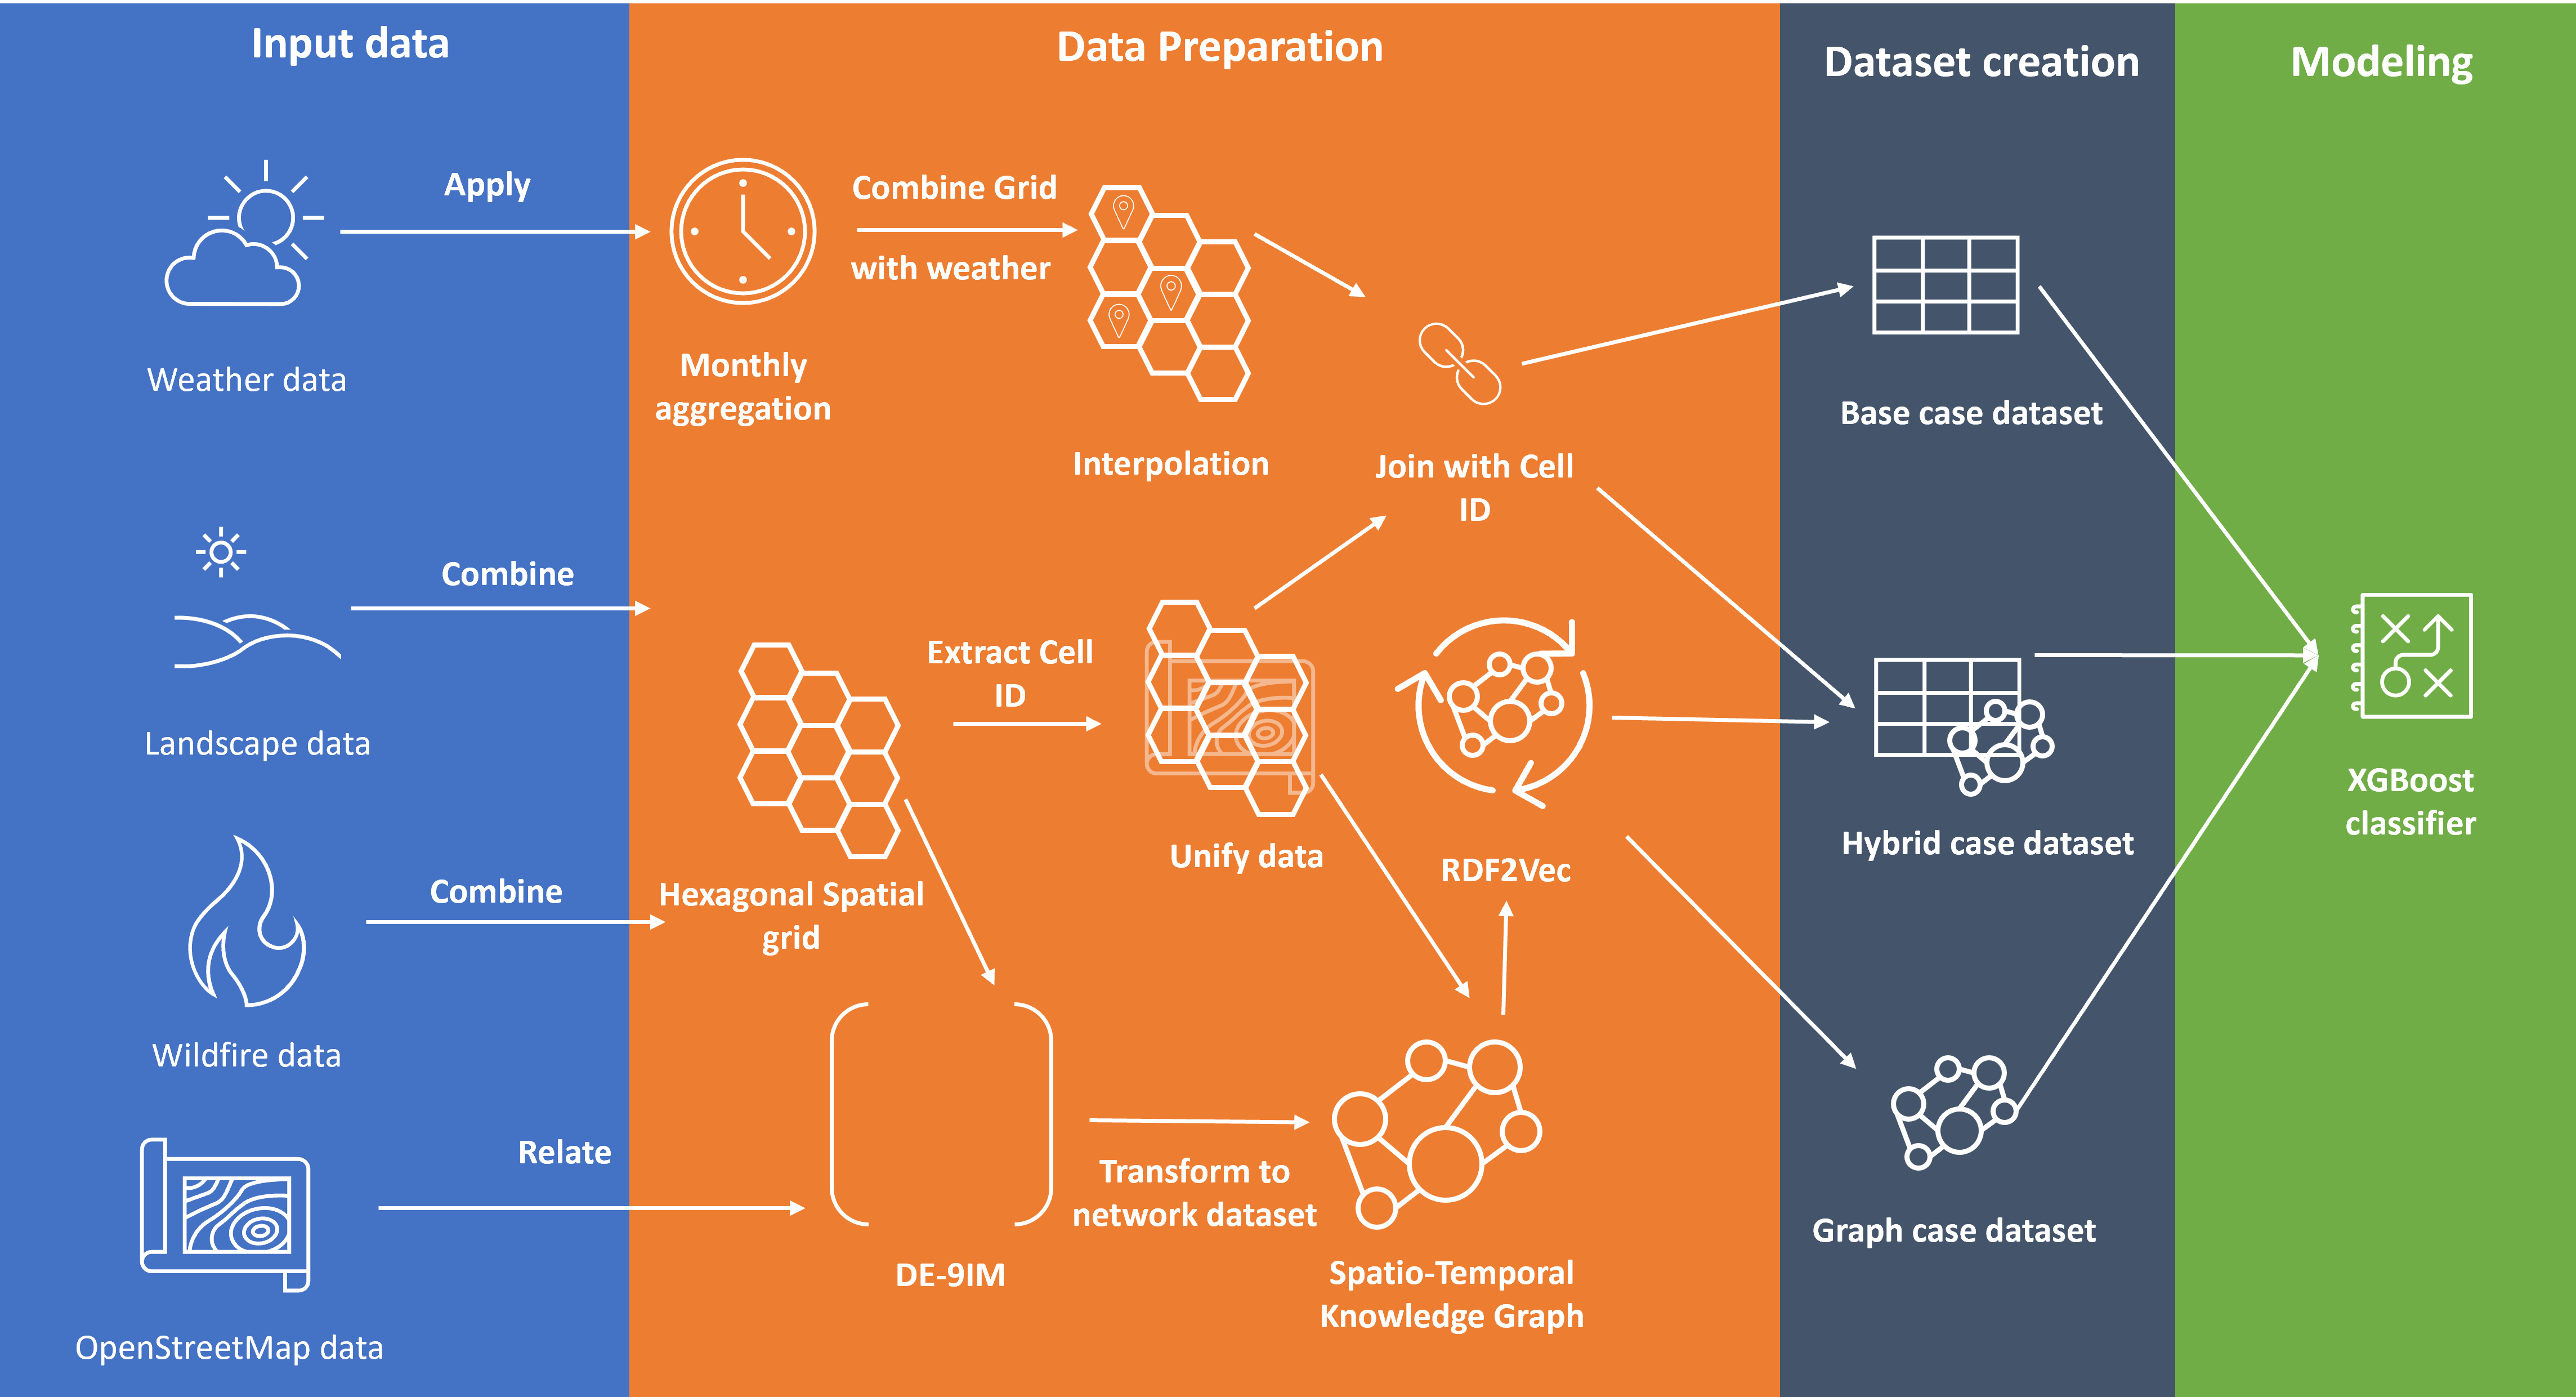 Input data
Data Preparation
Dataset creation
Modeling
Apply
Combine Grid
with weather
Weather data
Monthly
aggregation
Interpolation
Join with Cell
ID
Base case dataset
Combine
Landscape data
Extract Cell
ID
Hexagonal Spatial
grid
Unify data
RDF2Vec
Hybrid case dataset
XGBoost
classifier
Combine
Wildfire data
Relate
OpenStreetMap data
DE-9IM
Transform to
network dataset
Spatio-Temporal
Knowledge Graph
Graph case dataset